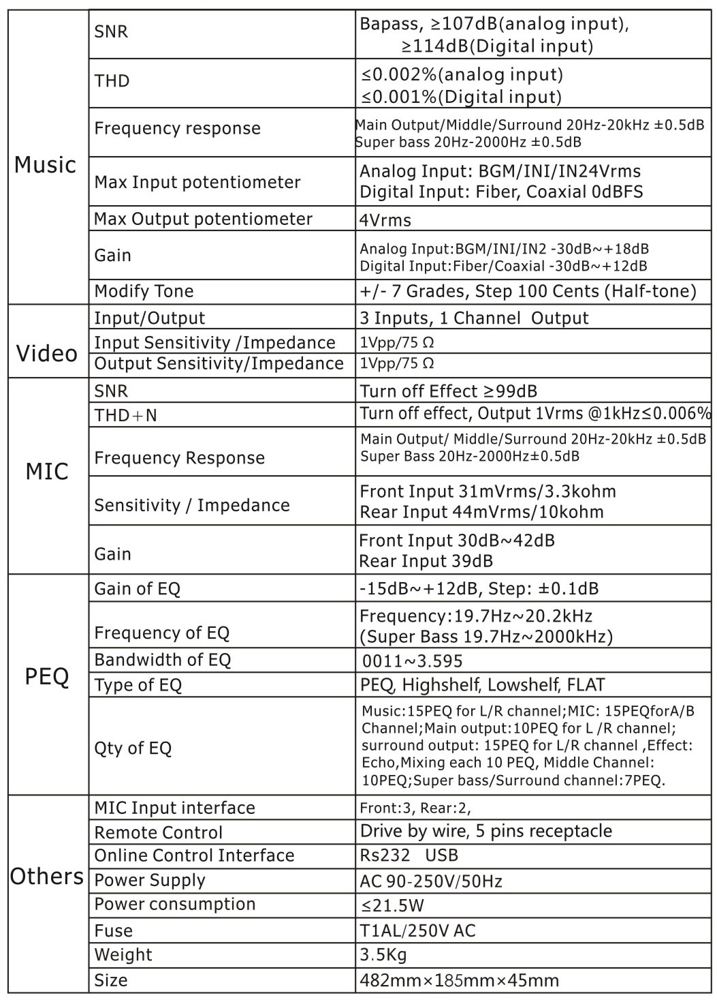 Music
SNR
Bapass, ≥107dB(analog input),
≥114dB(Digital input)
THD
≤0.002%(analog input)
≤0.001%(Digital input)
Frequency response
Main Output/Middle/Surround 20Hz-20kHz ±0.5dB
Super bass 20Hz-2000Hz ±0.5dB
Max Input potentiometer
Analog Input: BGM/INI/IN24Vrms
Digital Input: Fiber, Coaxial 0dBFS
Max Output potentiometer
4Vrms
Gain
Analog Input:BGM/INI/IN2 -30dB~+18dB
Digital Input:Fiber/Coaxial -30dB~+12dB
Modify Tone
+/- 7 Grades, Step 100 Cents (Half-tone)
Video
Input/Output
3 Inputs, 1 Channel Output
Input Sensitivity /Impedance
1Vpp/75 Ω
Output Sensitivity/Impedance
1Vpp/75 Ω
MIC
SNR
Turn off Effect ≥99dB
THD+N
Turn off effect, Output 1Vrms @1kHz≤0.006%
Frequency Response
Main Output/ Middle/Surround 20Hz-20kHz ±0.5dB
Super Bass 20Hz-2000Hz±0.5dB
Sensitivity / Impedance
Front Input 31mVrms/3.3kohm
Rear Input 44mVrms/10kohm
Gain
Front Input 30dB~42dB
Rear Input 39dB
PEQ
Gain of EQ
-15dB~+12dB, Step: ±0.1dB
Frequency of EQ
Frequency:19.7Hz~20.2kHz
(Super Bass 19.7Hz~2000kHz)
Bandwidth of EQ
0011~3.595
Type of EQ
PEQ, Highshelf, Lowshelf, FLAT
Qty of EQ
Music:15PEQ for L/R channel;MIC: 15PEQforA/B
Channel;Main output:10PEQ for L /R channel;
surround output: 15PEQ for L/R channel ,Effect:
Echo,Mixing each 10 PEQ, Middle Channel:
10PEQ;Super bass/Surround channel:7PEQ.
Others
MIC Input interface
Front:3, Rear:2,
Remote Control
Drive by wire, 5 pins receptacle
Online Control Interface
Rs232 USB
Power Supply
AC 90-250V/50Hz
Power consumption
≤21.5W
Fuse
T1AL/250V AC
Weight
3.5Kg
Size
482mm×185mm×45mm